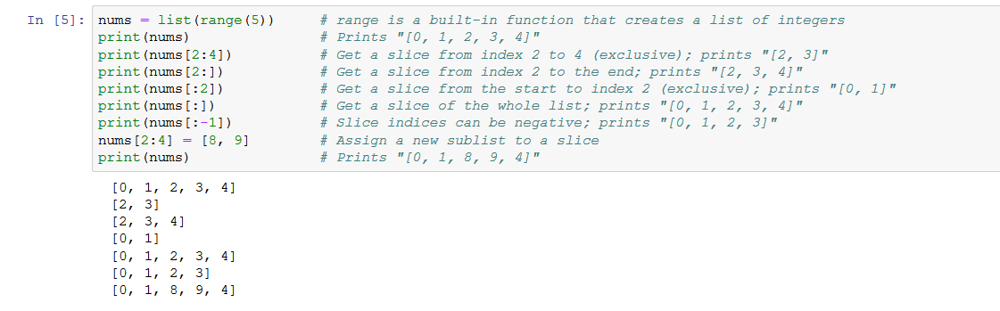 In [5]: nums = list(range(5))      # range is a built-in function that creates a list of integers
print(nums)                # Prints "[0, 1, 2, 3, 4]"
print(nums[2:4])           # Get a slice from index 2 to 4 (exclusive); prints "[2, 3]"
print(nums[2:])            # Get a slice from index 2 to the end; prints "[2, 3, 4]"
print(nums[:2])            # Get a slice from the start to index 2 (exclusive); prints "[0, 1]"
print(nums[:])             # Get a slice of the whole list; prints "[0, 1, 2, 3, 4]"
print(nums[:-1])           # Slice indices can be negative; prints "[0, 1, 2, 3]"
nums[2:4] = [8, 9]         # Assign a new sublist to a slice
print(nums)                # Prints "[0, 1, 8, 9, 4]"
[0, 1, 2, 3, 4]
[2, 3]
[2, 3, 4]
[0, 1]
[0, 1, 2, 3, 4]
[0, 1, 2, 3]
[0, 1, 8, 9, 4]